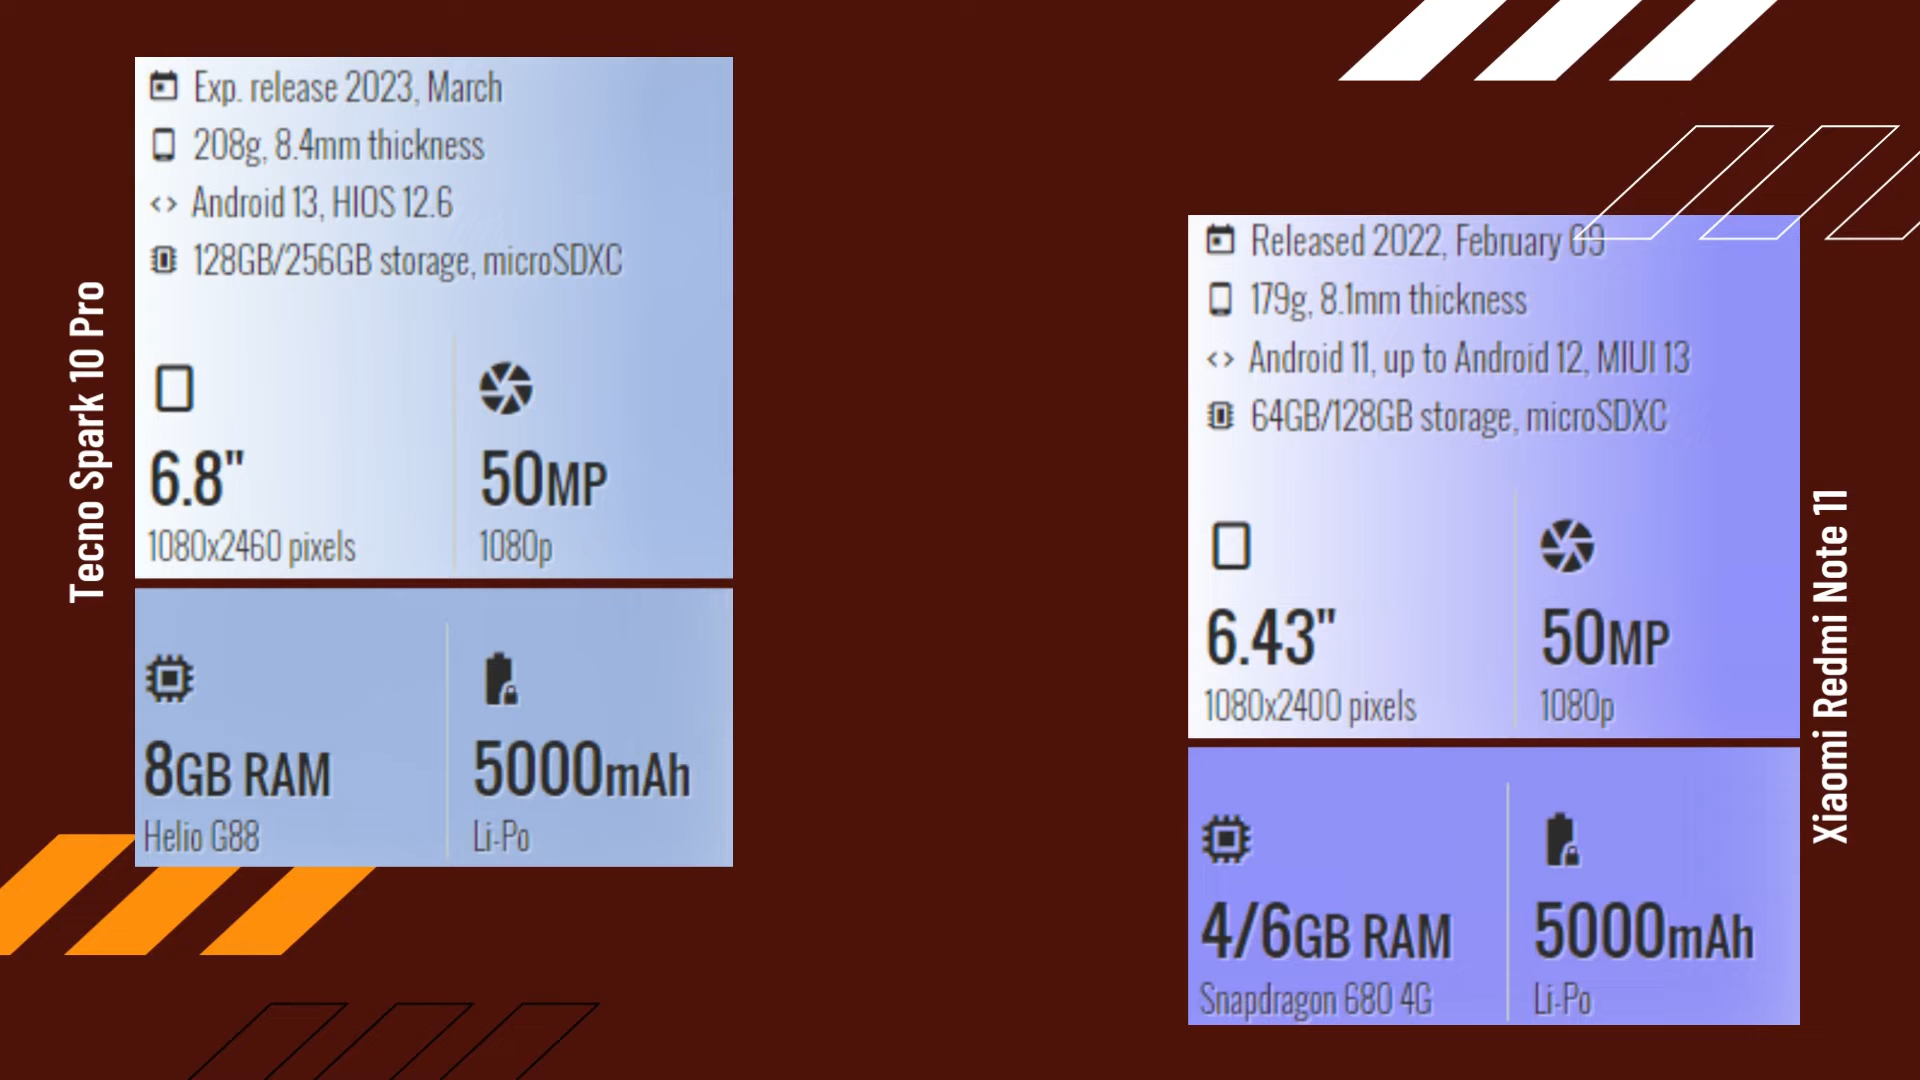 Tecno Spark 10 Pro
Exp. release 2023, March
208g, 8.4mm thickness
Android 13, HIOS 12.6
128GB/256GB storage, microSDXC
6.8"
1080x2460 pixels
50MP
1080p
8GB RAM
Helio G88
5000mAh
Li-Po
Released 2022, February 09
179g, 8.1mm thickness
Android 11, up to Android 12, MIUI 13
64GB/128GB storage, microSDXC
6.43"
1080x2400 pixels
50MP
1080p
4/6GB RAM
Snapdragon 680 4G
5000mAh
Li-Po
Xiaomi Redmi Note 11